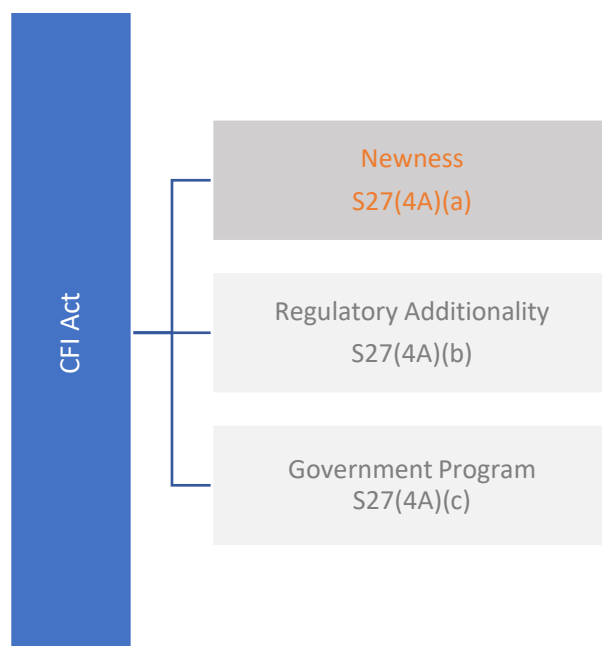 CFI Act
Newness
S27(4A)(a)
Regulatory Additionality
S27(4A)(b)
Government Program
S27(4A)(c)